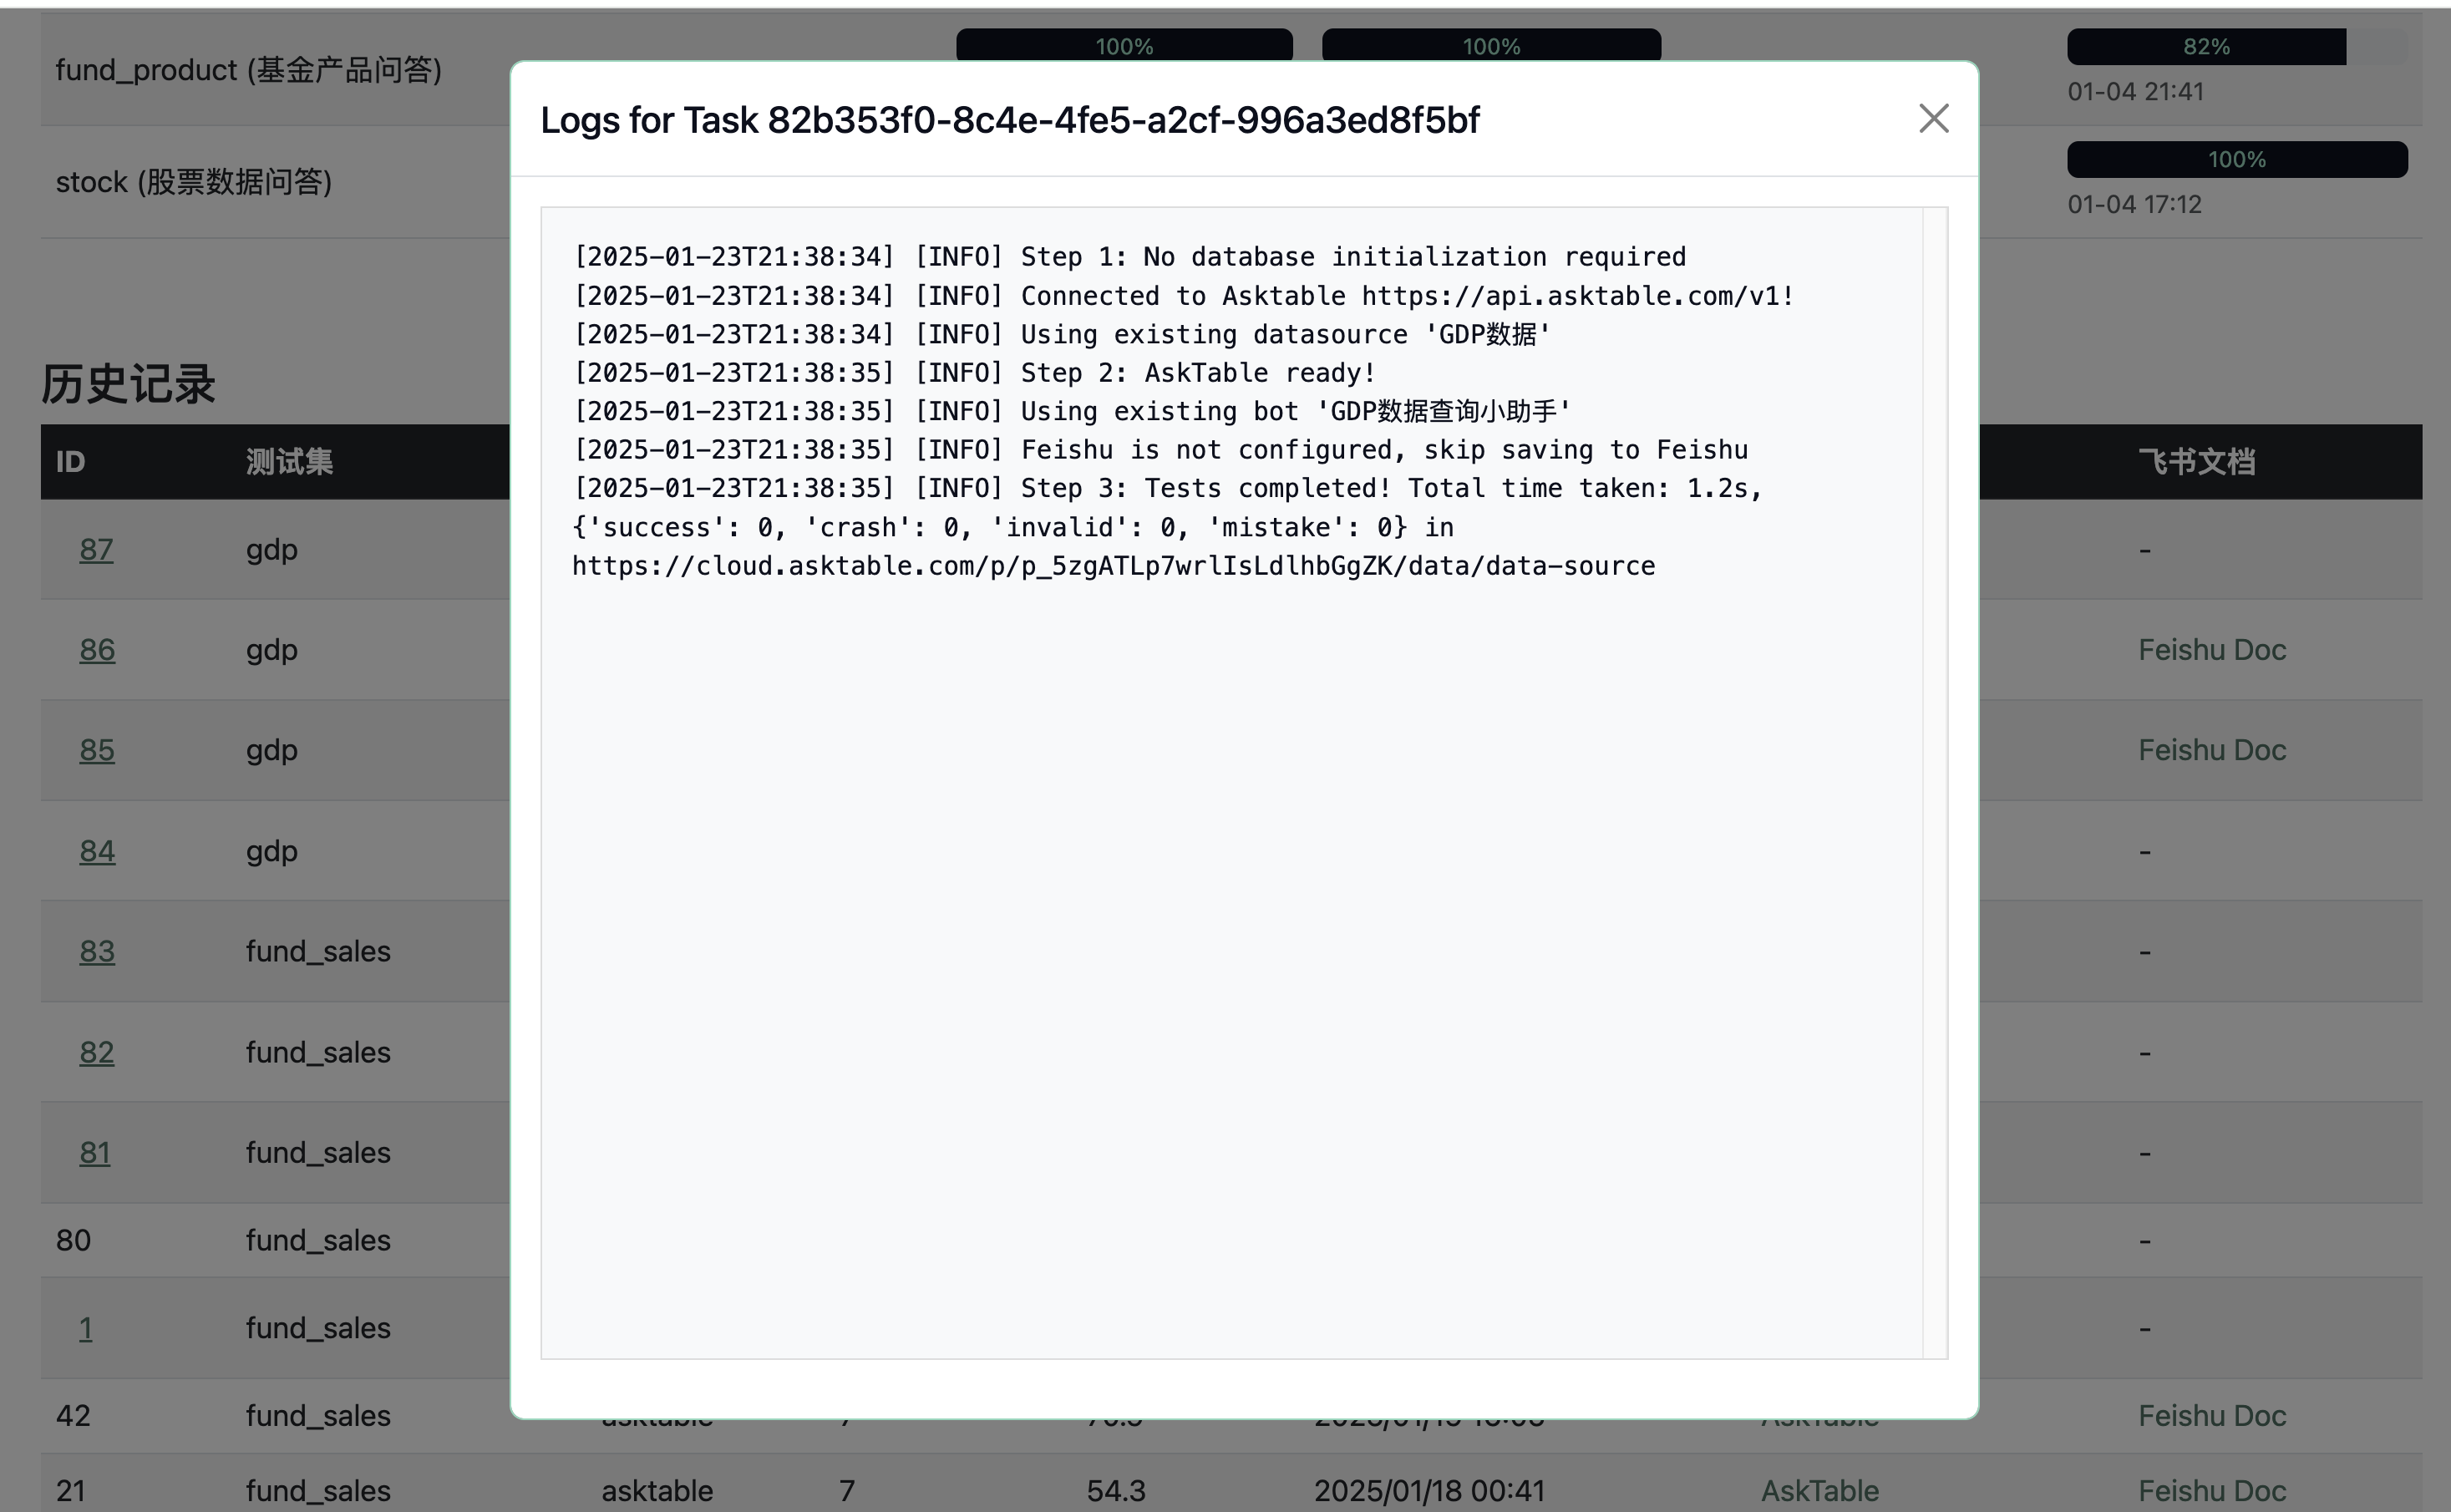 fund_product (基金产品问答)
100%
100%
82%
01-04 21:41
stock (股票数据问答)
100%
01-04 17:12
Logs for Task 82b353f0-8c4e-4fe5-a2cf-996a3ed8f5bf
[2025-01-23T21:38:34] [INFO] Step 1: No database initialization required
[2025-01-23T21:38:34] [INFO] Connected to Asktable https://api.asktable.com/v1!
[2025-01-23T21:38:34] [INFO] Using existing datasource 'GDP数据'
[2025-01-23T21:38:35] [INFO] Step 2: AskTable ready!
[2025-01-23T21:38:35] [INFO] Using existing bot 'GDP数据查询小助手'
[2025-01-23T21:38:35] [INFO] Feishu is not configured, skip saving to Feishu
[2025-01-23T21:38:35] [INFO] Step 3: Tests completed! Total time taken: 1.2s,
{'success': 0, 'crash': 0, 'invalid': 0, 'mistake': 0} in
https://cloud.asktable.com/p/p_5zgATLp7wrlIsLdlhbGgZK/data/data-source
历史记录
ID 测试集 飞书文档
87 gdp -
86 gdp Feishu Doc
85 gdp Feishu Doc
84 gdp -
83 fund_sales -
82 fund_sales -
81 fund_sales -
80 fund_sales -
1 fund_sales -
42 fund_sales asktable 7 AskTable Feishu Doc
21 fund_sales asktable 7 54.3 2025/01/18 00:41 AskTable Feishu Doc